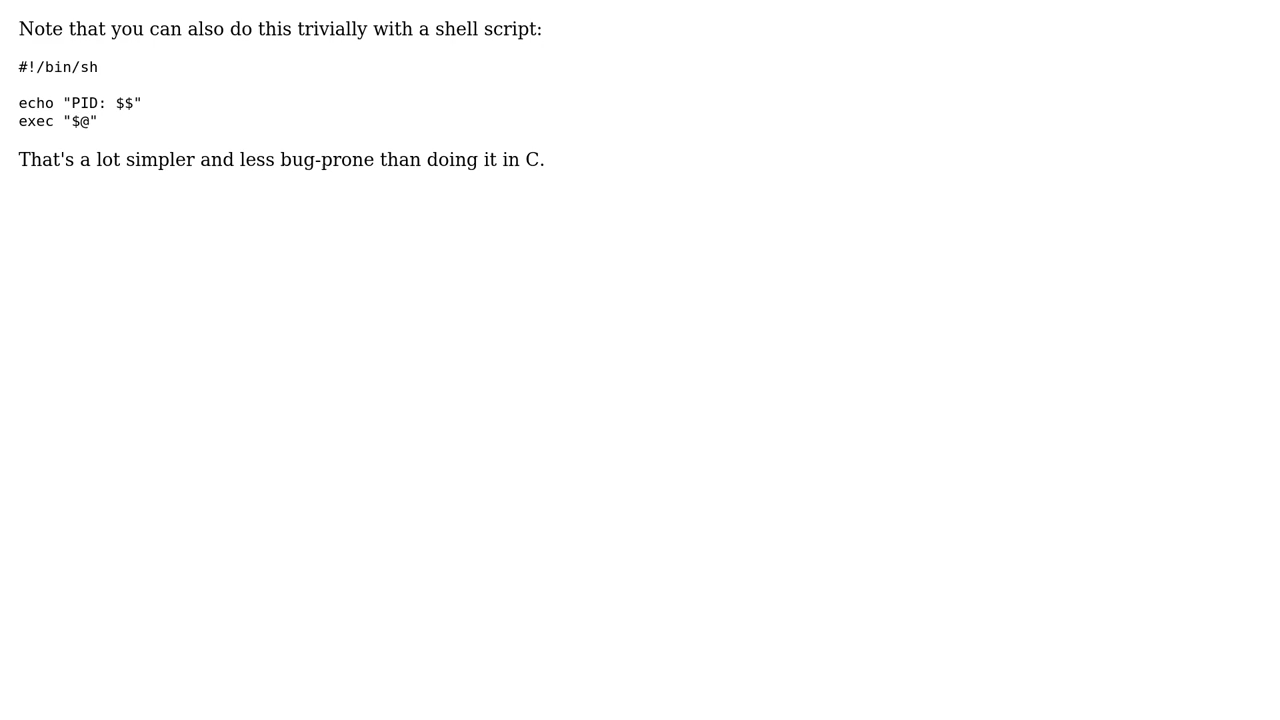 Note that you can also do this trivially with a shell script:
#!/bin/sh
echo "PID: $$"
exec "$@"
That's a lot simpler and less bug-prone than doing it in C.